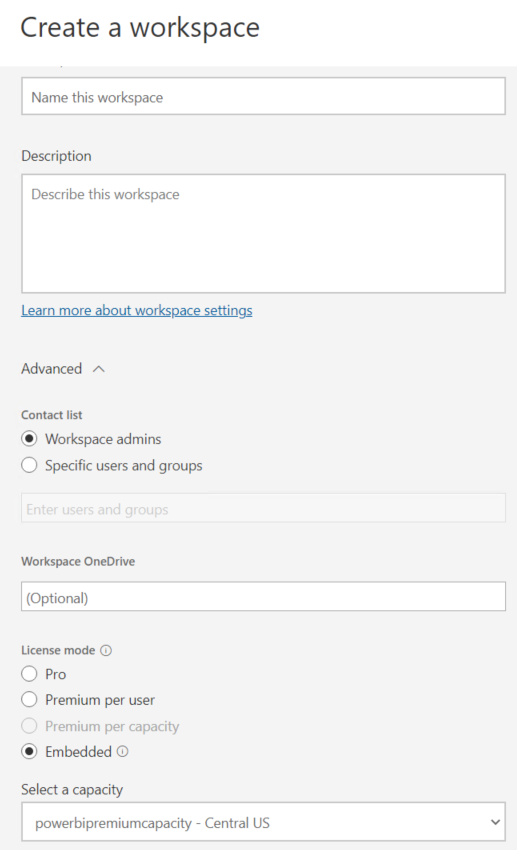 Create a workspace
Name this workspace
Description
Describe this workspace
Learn more about workspace settings
Advanced
Contact list
Workspace admins
Specific users and groups
Enter users and groups
Workspace OneDrive
(Optional)
License mode
Pro
Premium per user
Premium per capacity
Embedded
Select a capacity
powerbipremiumcapacity - Central US